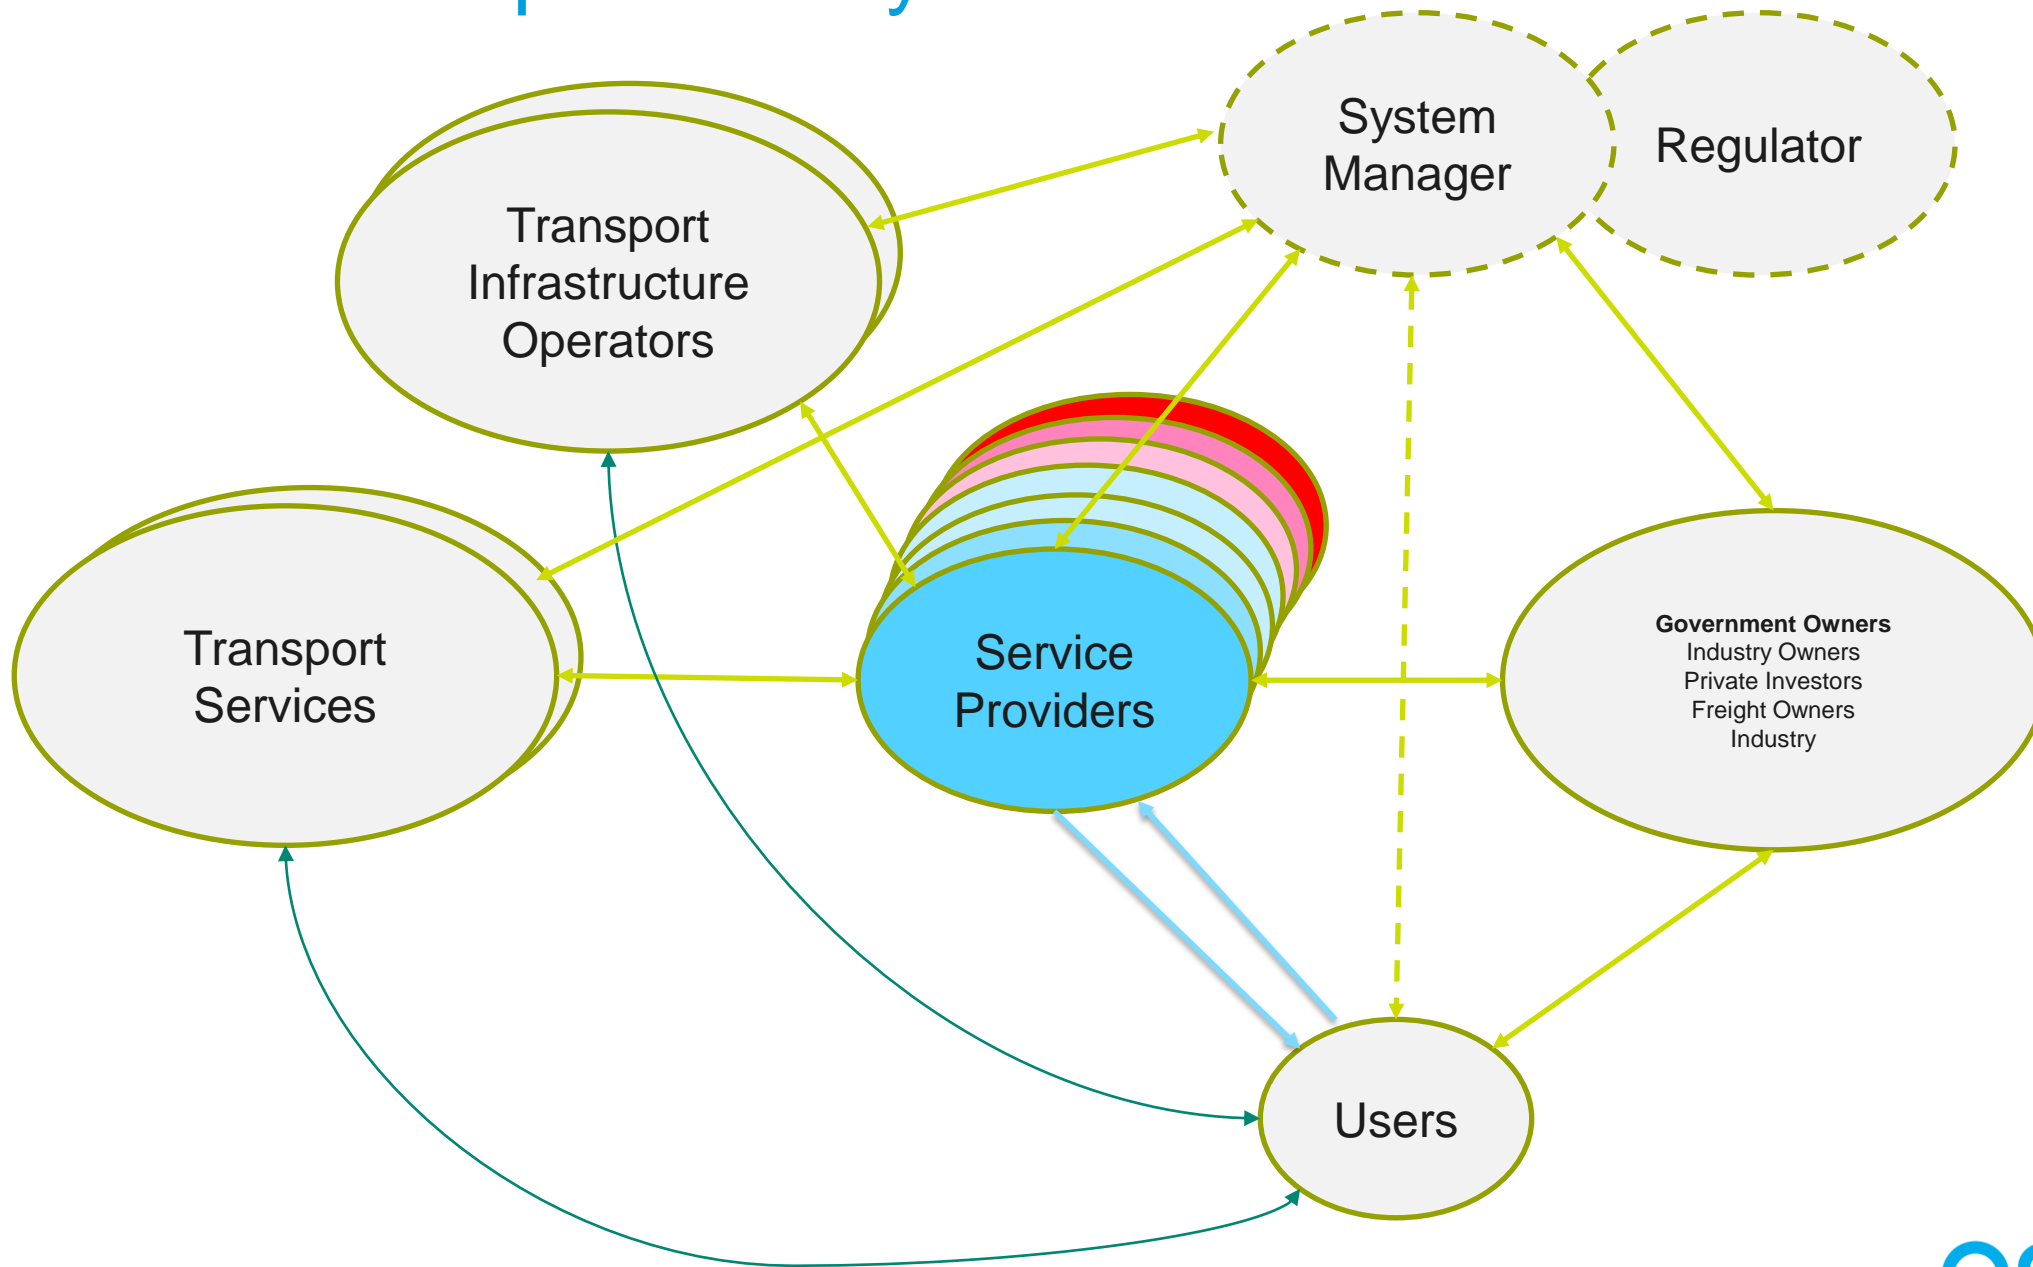 System
Manager
Regulator
Transport
Infrastructure
Operators
Transport
Services
Service
Providers
Government Owners
Industry Owners
Private Investors
Freight Owners
Industry
Users